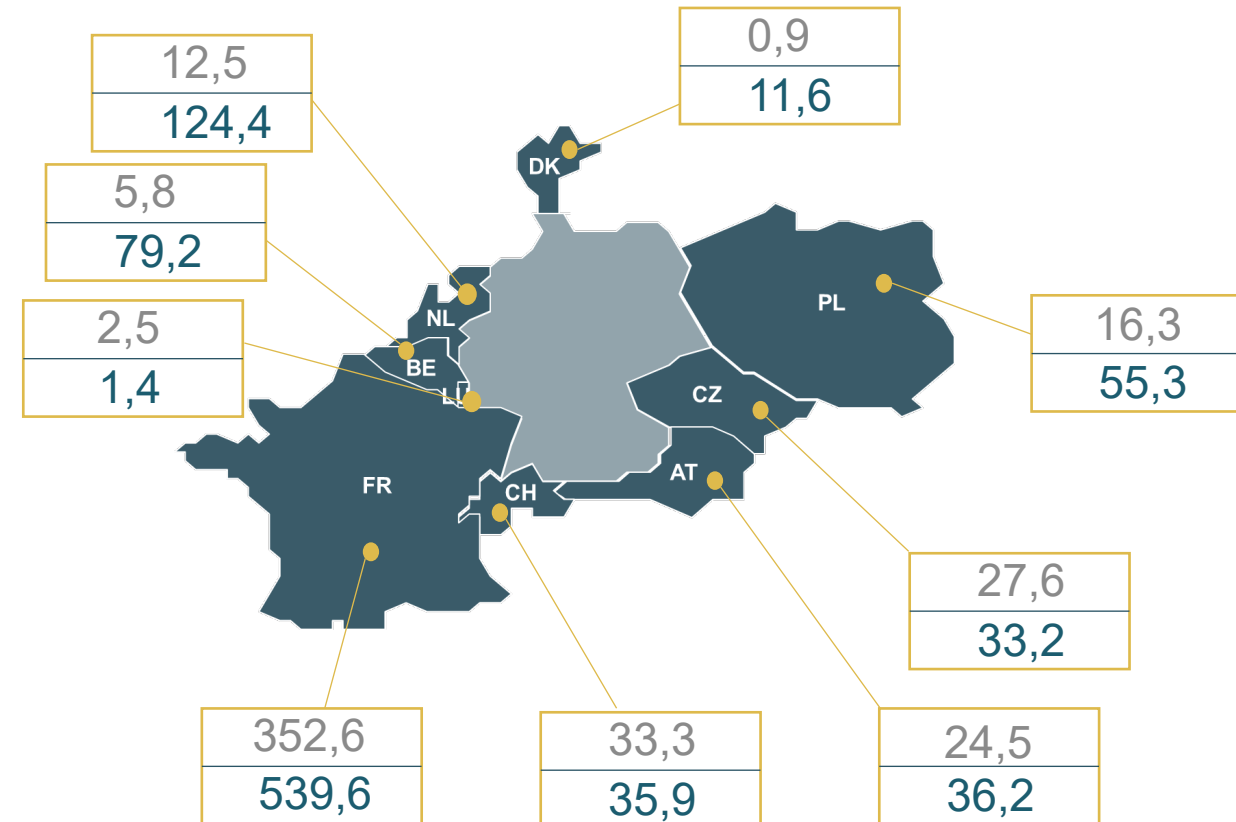 0,9
11,6
12,5
124,4
DK
5,8
79,2
2,5
1,4
NL
PL
16,3
55,3
BE
LU
CZ
AT
FR
CH
27,6
33,2
352,6
539,6
33,3
35,9
24,5
36,2